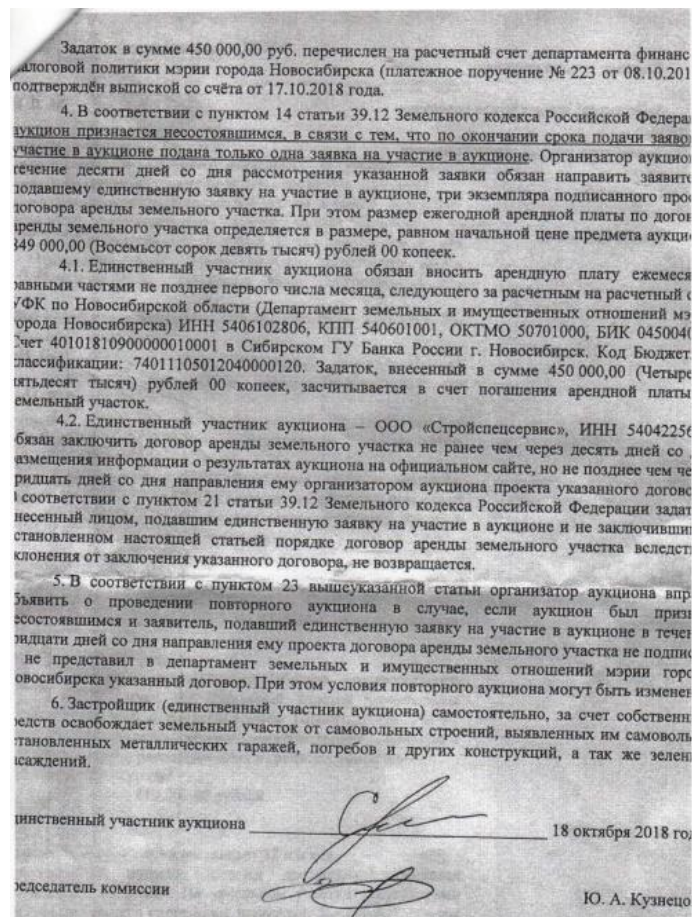 Задаток в сумме 450 000,00 руб. перечислен на расчетный счет департамента финанс
налоговой политики мэрии города Новосибирска (платежное поручение № 223 от 08.10.201
подтверждён выпиской со счёта от 17.10.2018 года.
4. В соответствии с пунктом 14 статьи 39.12 Земельного кодекса Российской Федера
аукцион признается несостоявшимся, в связи с тем, что по окончании срока подачи заяво
участие в аукционе подана только одна заявка на участие в аукционе. Организатор аукцио
течение десяти дней со дня рассмотрения указанной заявки обязан направить заявите
подавшему единственную заявку на участие в аукционе, три экземпляра подписанного прое
договора аренды земельного участка. При этом размер ежегодной арендной платы по догов
аренды земельного участка определяется в размере, равном начальной цене предмета аукци
849 000,00 (Восемьсот сорок девять тысяч) рублей 00 копеек.
4.1. Единственный участник аукциона обязан вносить арендную плату ежемеся
равными частями не позднее первого числа месяца, следующего за расчетным на расчетный
УФК по Новосибирской области (Департамент земельных и имущественных отношений мэ
города Новосибирска) ИНН 5406102806, КПП 540601001, ОКТМО 50701000, БИК 0450040
Счет 40101810900000010001 в Сибирском ГУ Банка России г. Новосибирск. Код Бюджет
классификации: 74011105012040000120. Задаток, внесенный в сумме 450 000,00 (Четыре
пятьдесят тысяч) рублей 00 копеек, засчитывается в счет погашения арендной платы
земельный участок.
4.2. Единственный участник аукциона – ООО «Стройспецсервис», ИНН 54042256
обязан заключить договор аренды земельного участка не ранее чем через десять дней со
размещения информации о результатах аукциона на официальном сайте, но не позднее чем че
тридцать дней со дня направления ему организатором аукциона проекта указанного догово
В соответствии с пунктом 21 статьи 39.12 Земельного кодекса Российской Федерации задат
внесенный лицом, подавшим единственную заявку на участие в аукционе и не заключивши
установленном настоящей статьей порядке договор аренды земельного участка вследст
уклонения от заключения указанного договора, не возвращается.
5. В соответствии с пунктом 23 вышеуказанной статьи организатор аукциона впр
объявить о проведении повторного аукциона в случае, если аукцион был приз
несостоявшимся и заявитель, подавший единственную заявку на участие в аукционе в течен
тридцати дней со дня направления ему проекта договора аренды земельного участка не подпис
не представил в департамент земельных и имущественных отношений мэрии горо
Новосибирска указанный договор. При этом условия повторного аукциона могут быть изменен
6. Застройщик (единственный участник аукциона) самостоятельно, за счет собственн
средств освобождает земельный участок от самовольных строений, выявленных им самоволь
установленных металлических гаражей, погребов и других конструкций, а так же зелен
насаждений.
единственный участник аукциона 18 октября 2018 год
редседатель комиссии Ю. А. Кузнецо